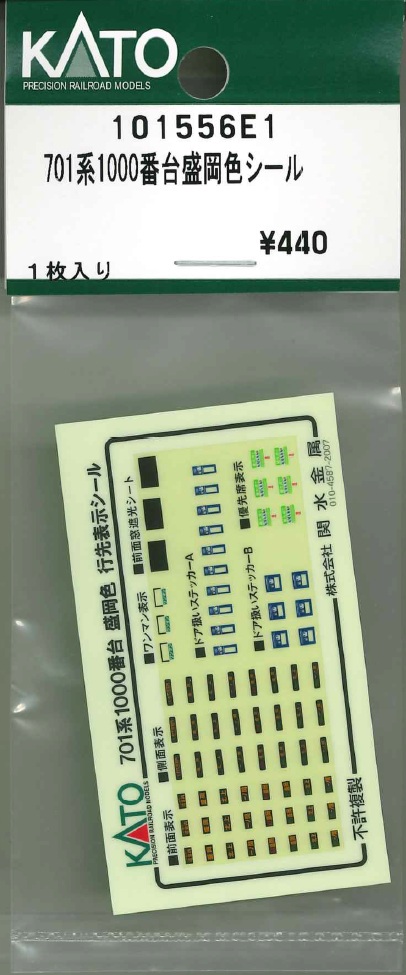 KATO
PRECISION RAILROAD MODELS
101556E1
701系1000番台盛岡色シール
¥440
1枚入り
KATO
PRECISION RAILROAD MODELS
701系1000番台 盛岡色 行先表示シール
■前面表示
■側面表示
■ワンマン表示
■前面窓遮光シート
■ドア扱いステッカーA
■ドア扱いステッカーB
■優先席表示
不許複製
株式会社 関水金属
010-4587-2007